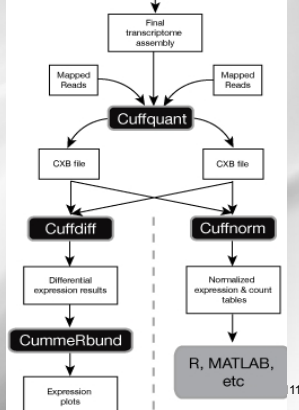 Final
transcriptome
assembly
Mapped
Reads
Mapped
Reads
Cuffquant
CXB file
CXB file
Cuffdiff
Cuffnorm
Differential
expression results
Normalized
expression & count
tables
CummeRbund
R, MATLAB,
etc
Expression
plots
11